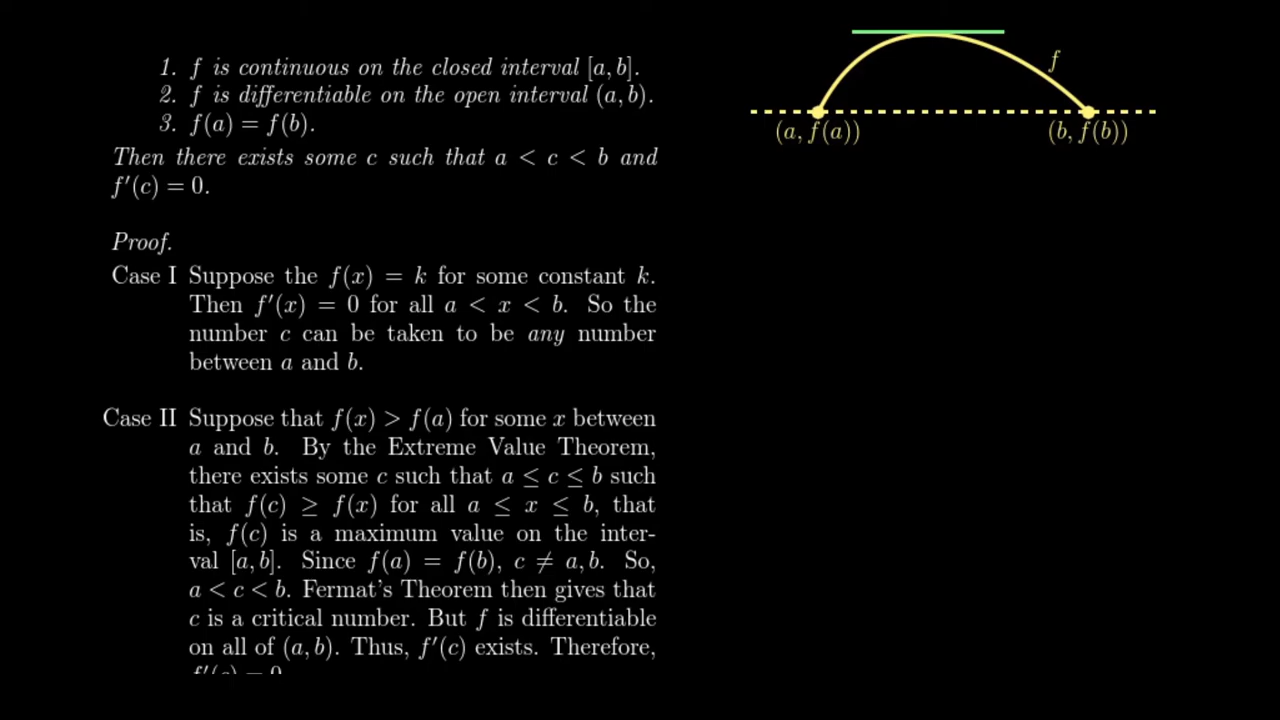 1. f is continuous on the closed interval [a, b].
2. f is differentiable on the open interval (a, b).
3. f(a) = f(b).
Then there exists some c such that a < c < b and
f′(c) = 0.
Proof.
Case I Suppose the f(x) = k for some constant k.
Then f′(x) = 0 for all a < x < b. So the
number c can be taken to be any number
between a and b.
Case II Suppose that f(x) > f(a) for some x between
a and b. By the Extreme Value Theorem,
there exists some c such that a ≤ c ≤ b such
that f(c) ≥ f(x) for all a ≤ x ≤ b, that
is, f(c) is a maximum value on the inter-
val [a, b]. Since f(a) = f(b), c ≠ a, b. So,
a < c < b. Fermat's Theorem then gives that
c is a critical number. But f is differentiable
on all of (a, b). Thus, f′(c) exists. Therefore,
f′(c) = 0
f
(a, f(a))
(b, f(b))